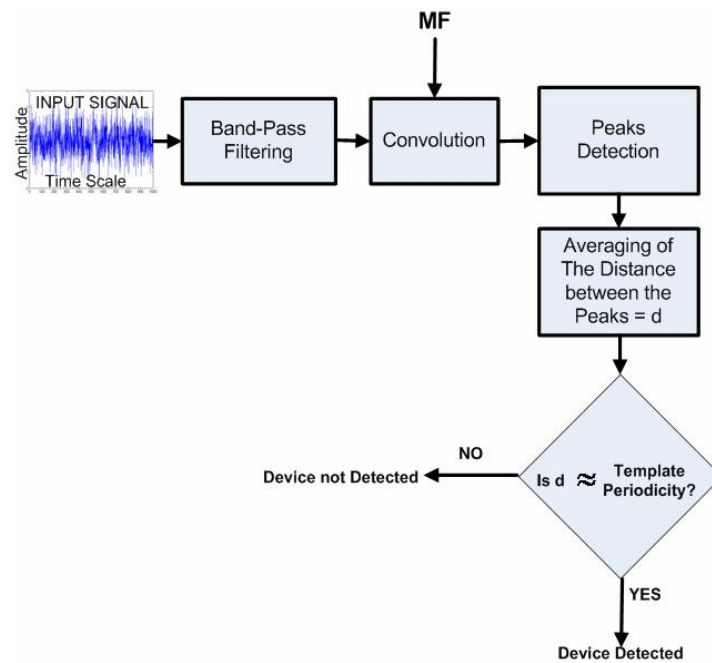 MF
INPUT SIGNAL
Amplitude
Time Scale
Band-Pass
Filtering
Convolution
Peaks
Detection
Averaging of
The Distance
between the
Peaks = d
Is d ≈ Template
Periodicity?
NO
Device not Detected
YES
Device Detected